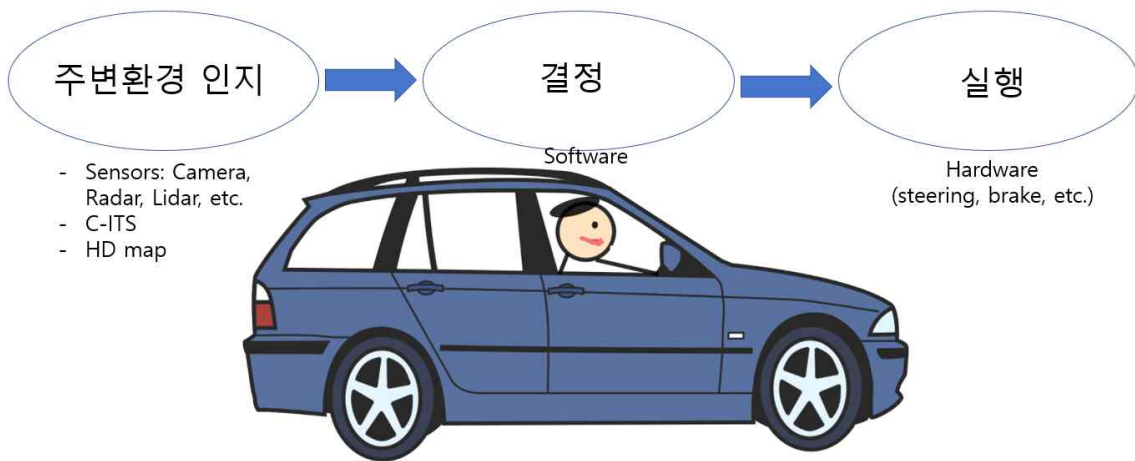 주변환경 인지
결정
실행
- Sensors: Camera,
Radar, Lidar, etc.
- C-ITS
- HD map
Software
Hardware
(steering, brake, etc.)